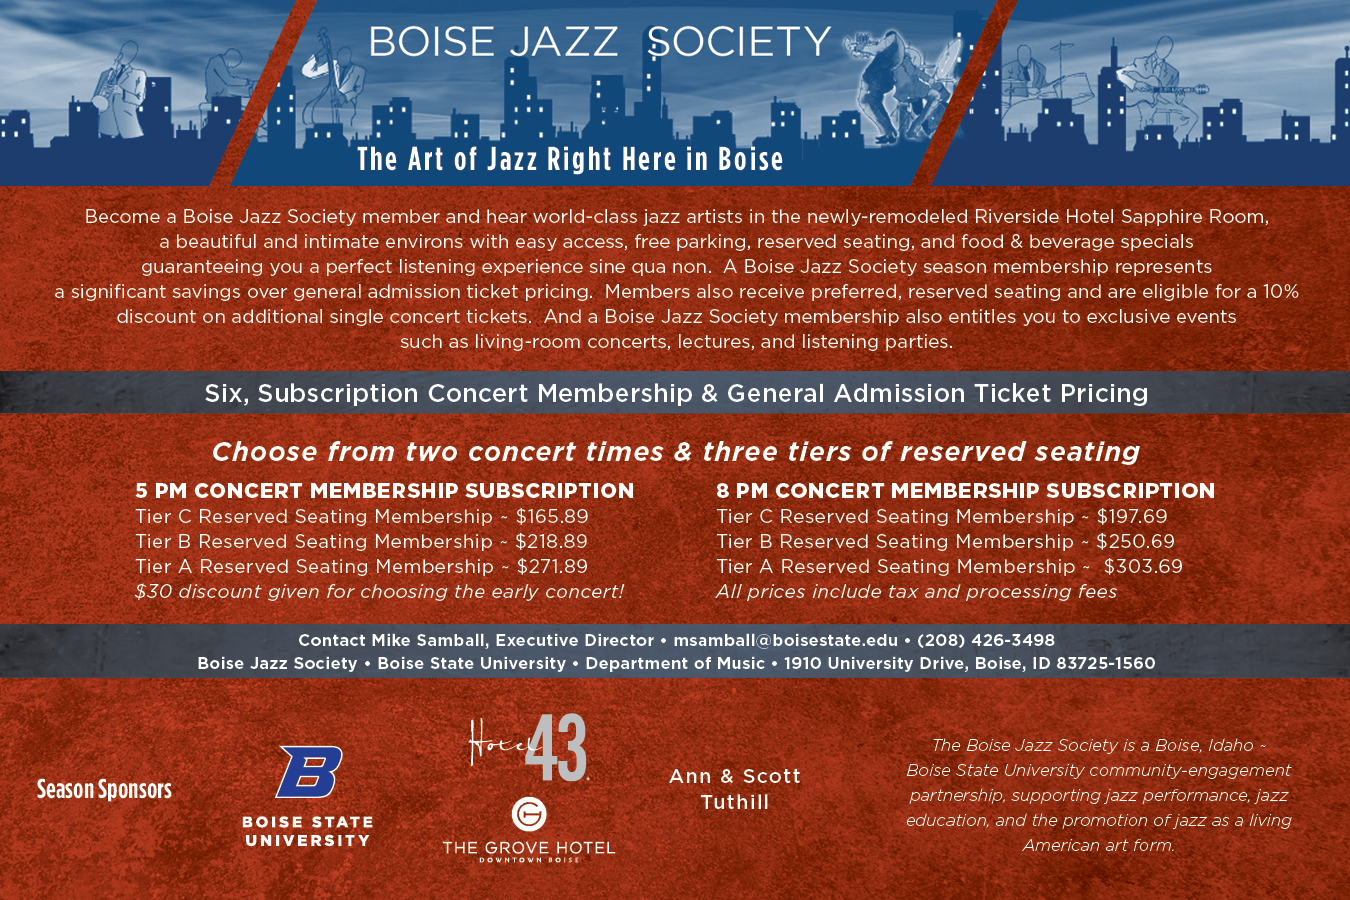 BOISE JAZZ SOCIETY
The Art of Jazz Right Here in Boise
Become a Boise Jazz Society member and hear world-class jazz artists in the newly-remodeled Riverside Hotel Sapphire Room,
a beautiful and intimate environs with easy access, free parking, reserved seating, and food & beverage specials
guaranteeing you a perfect listening experience sine qua non.  A Boise Jazz Society season membership represents
a significant savings over general admission ticket pricing.  Members also receive preferred, reserved seating and are eligible for a 10%
discount on additional single concert tickets.  And a Boise Jazz Society membership also entitles you to exclusive events
such as living-room concerts, lectures, and listening parties.
Six, Subscription Concert Membership & General Admission Ticket Pricing
Choose from two concert times & three tiers of reserved seating
5 PM CONCERT MEMBERSHIP SUBSCRIPTION
Tier C Reserved Seating Membership ~ $165.89
Tier B Reserved Seating Membership ~ $218.89
Tier A Reserved Seating Membership ~ $271.89
$30 discount given for choosing the early concert!
8 PM CONCERT MEMBERSHIP SUBSCRIPTION
Tier C Reserved Seating Membership ~ $197.69
Tier B Reserved Seating Membership ~ $250.69
Tier A Reserved Seating Membership ~  $303.69
All prices include tax and processing fees
Contact Mike Samball, Executive Director • msamball@boisestate.edu • (208) 426-3498
Boise Jazz Society • Boise State University • Department of Music • 1910 University Drive, Boise, ID 83725-1560
Season Sponsors
B
BOISE STATE
UNIVERSITY
Hotel 43
G
THE GROVE HOTEL
DOWNTOWN BOISE
Ann & Scott
Tuthill
The Boise Jazz Society is a Boise, Idaho ~
Boise State University community-engagement
partnership, supporting jazz performance, jazz
education, and the promotion of jazz as a living
American art form.